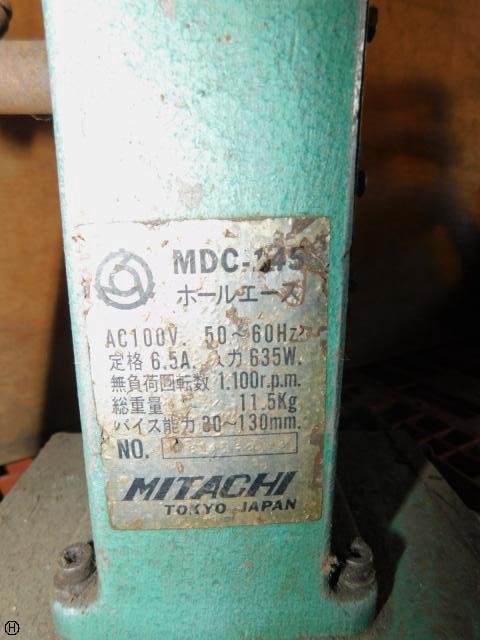 MDC-145
ホールエース
AC100V. 50～60Hz
定格 6.5A. 入力 635W.
無負荷回転数 1.100r.p.m.
総重量 11.5Kg
バイス能力 30～130mm.
NO.
MITACHI
TOKYO JAPAN
H